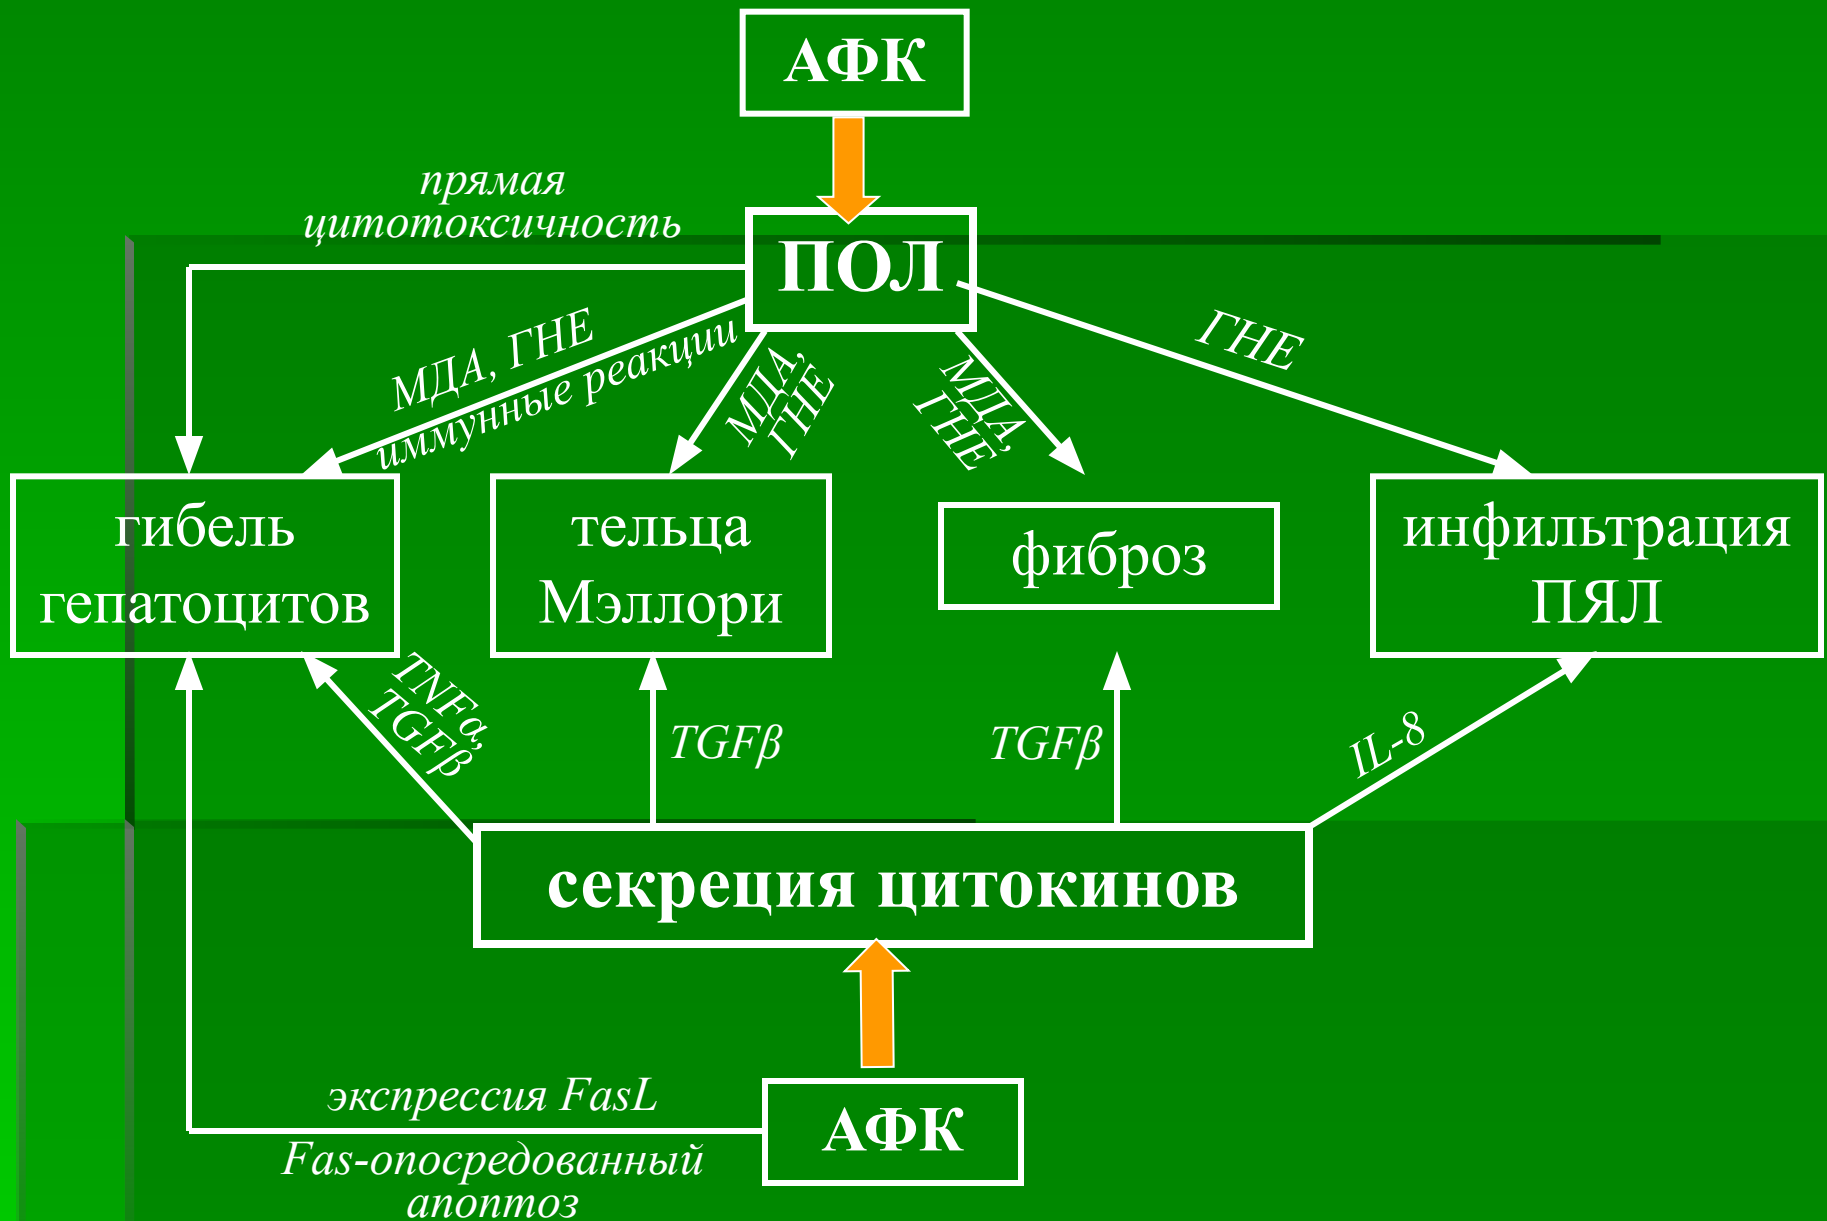 АФК
прямая
цитотоксичность
ПОЛ
МДА, ГНЕ
иммунные реакции
МДА,
ГНЕ
МДА,
ГНЕ
ГНЕ
гибель
гепатоцитов
тельца
Мэллори
фиброз
инфильтрация
ПЯЛ
TNFα,
TGFβ
TGFβ
TGFβ
IL-8
секреция цитокинов
экспрессия FasL
Fas-опосредованный
апоптоз
АФК